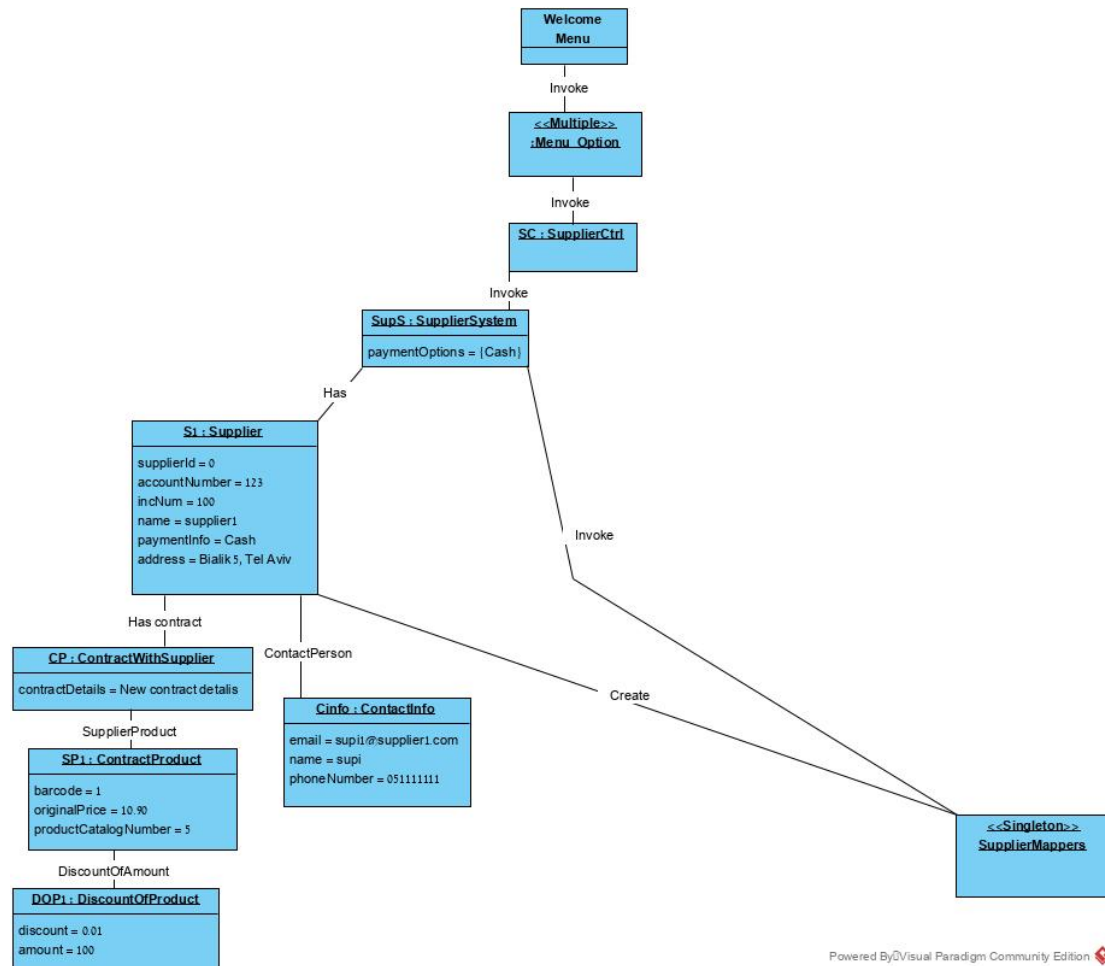 Welcome
Menu
Invoke
<<Multiple>>
:Menu_Option
Invoke
SC : SupplierCtrl
Invoke
SupS : SupplierSystem
paymentOptions = {Cash}
Has
S1 : Supplier
supplierId = 0
accountNumber = 123
incNum = 100
name = supplier1
paymentInfo = Cash
address = Bialik 5, Tel Aviv
Invoke
Has contract
CP : ContractWithSupplier
contractDetails = New contract detalis
ContactPerson
Create
Cinfo : ContactInfo
email = supi1@supplier1.com
name = supi
phoneNumber = 051111111
SupplierProduct
SP1 : ContractProduct
barcode = 1
originalPrice = 10.90
productCatalogNumber = 5
<<Singleton>>
SupplierMappers
DiscountOfAmount
DOP1 : DiscountOfProduct
discount = 0.01
amount = 100
Powered By Visual Paradigm Community Edition